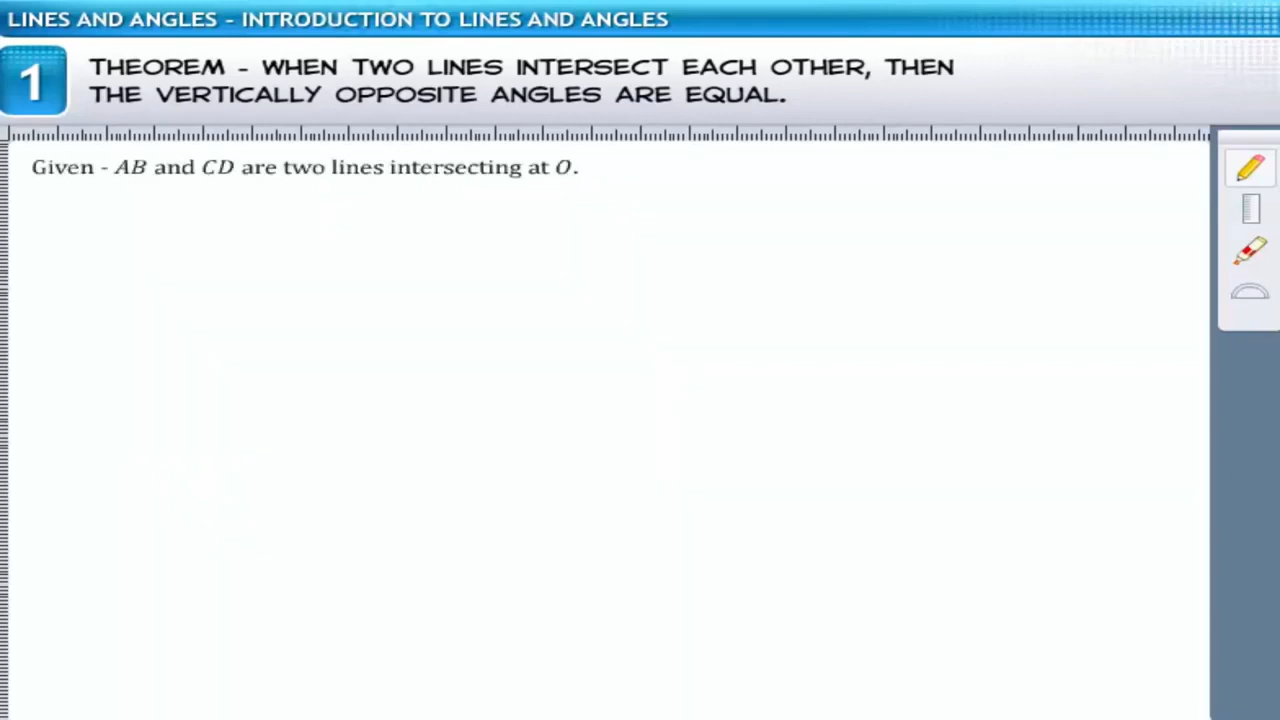 LINES AND ANGLES - INTRODUCTION TO LINES AND ANGLES
1
THEOREM - WHEN TWO LINES INTERSECT EACH OTHER, THEN
THE VERTICALLY OPPOSITE ANGLES ARE EQUAL.
Given - AB and CD are two lines intersecting at O.